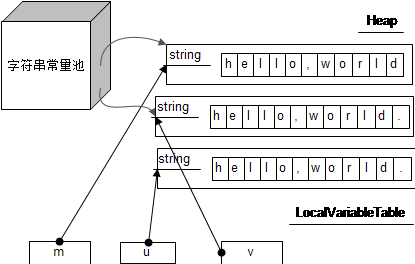 Heap
字符串常量池
string
h e l l o , w o r l d
string
h e l l o , w o r l d .
string
h e l l o , w o r l d .
LocalVariableTable
m
u
v